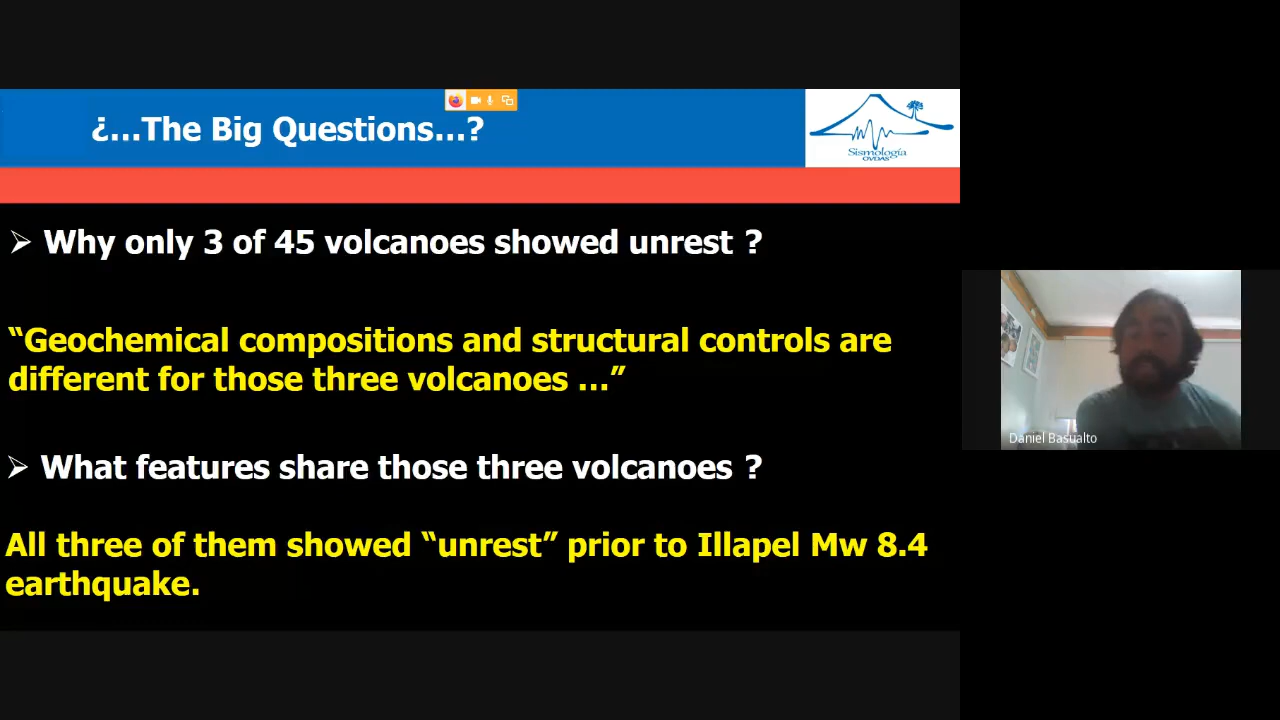 ¿...The Big Questions...?
Sismología
OVDAS
➢ Why only 3 of 45 volcanoes showed unrest ?
“Geochemical compositions and structural controls are
different for those three volcanoes ...”
➢ What features share those three volcanoes ?
All three of them showed “unrest” prior to Illapel Mw 8.4
earthquake.
Daniel Basualto